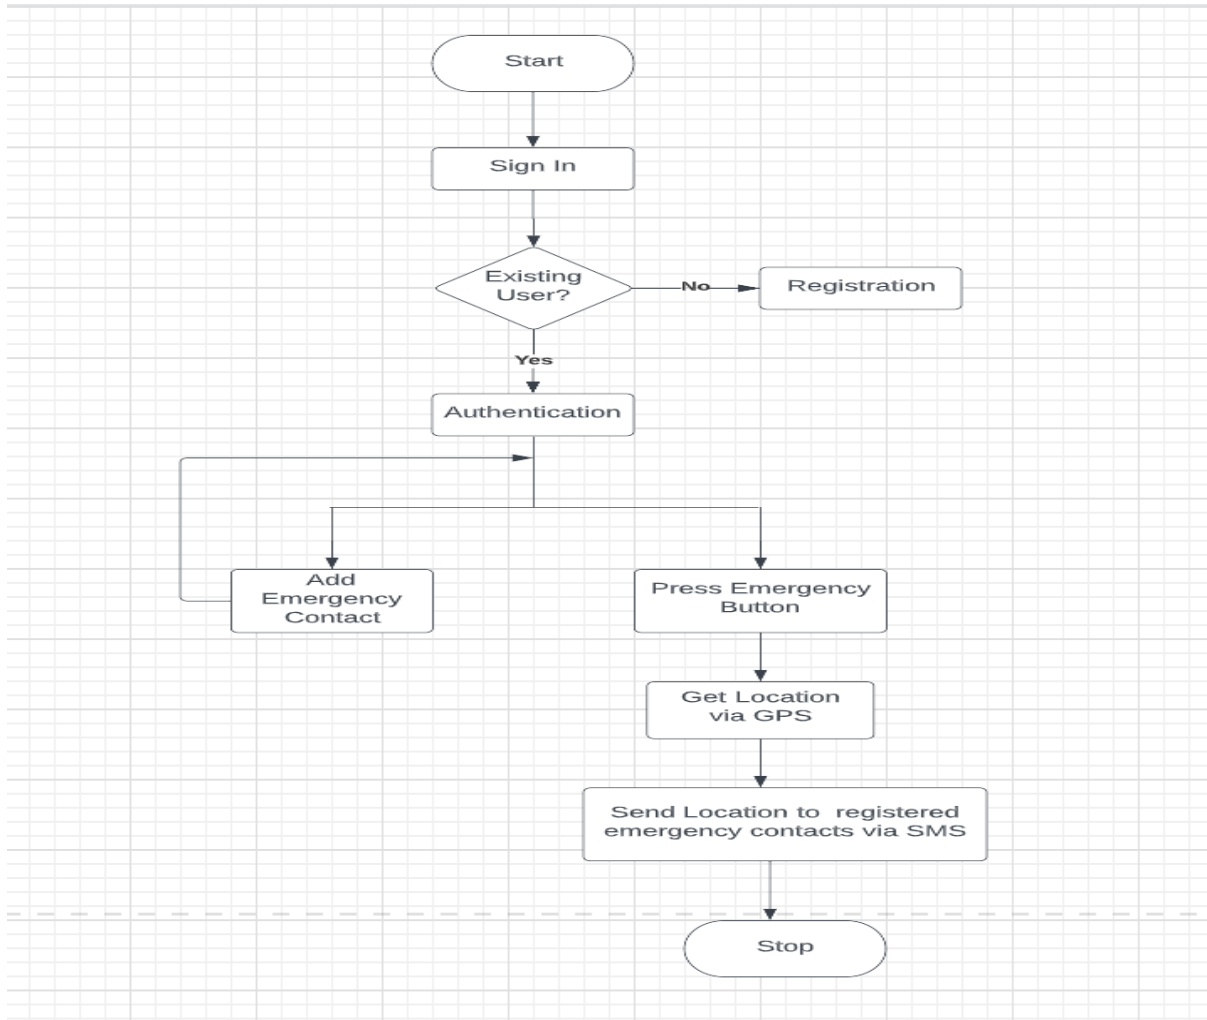 Start
Sign In
Existing
User?
No
Registration
Yes
Authentication
Add
Emergency
Contact
Press Emergency
Button
Get Location
via GPS
Send Location to  registered
emergency contacts via SMS
Stop